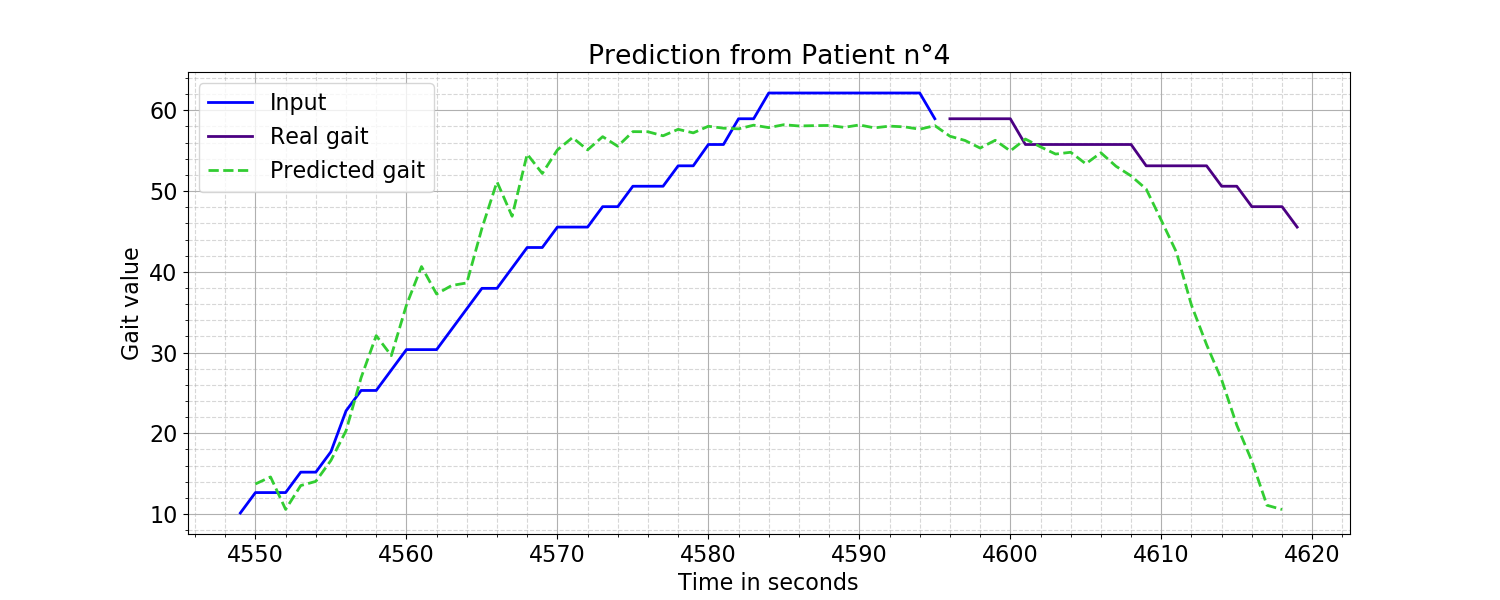 Prediction from Patient n°4
Input
Real gait
Predicted gait
Gait value
60
50
40
30
20
10
4550 4560 4570 4580 4590 4600 4610 4620
Time in seconds